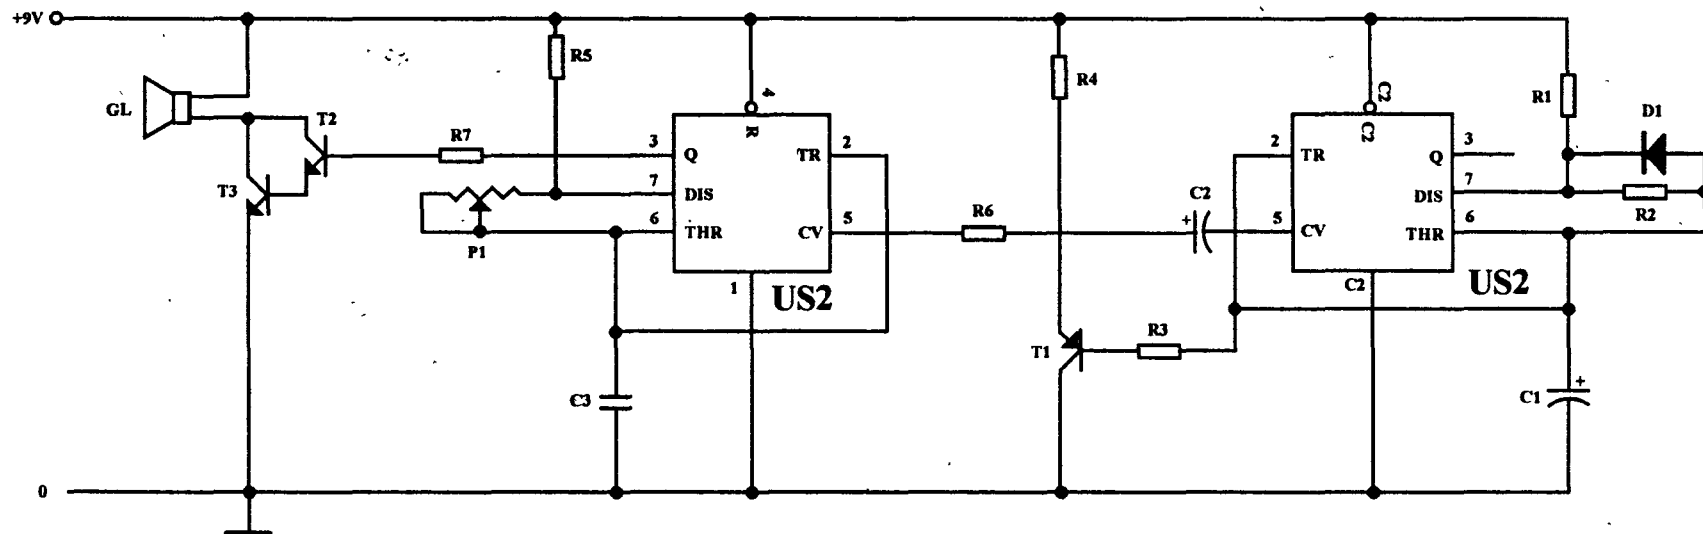 +9V
R5
4
R4
C2
R1
D1
GL
T2
R7
3
R
2
2
C2
3
Q
TR
TR
Q
T3
7
DIS
C2
DIS
7
R2
P1
6
THR
CV
5
R6
+
5
CV
THR
6
1
US2
C2
US2
T1
R3
C3
C1
+
0